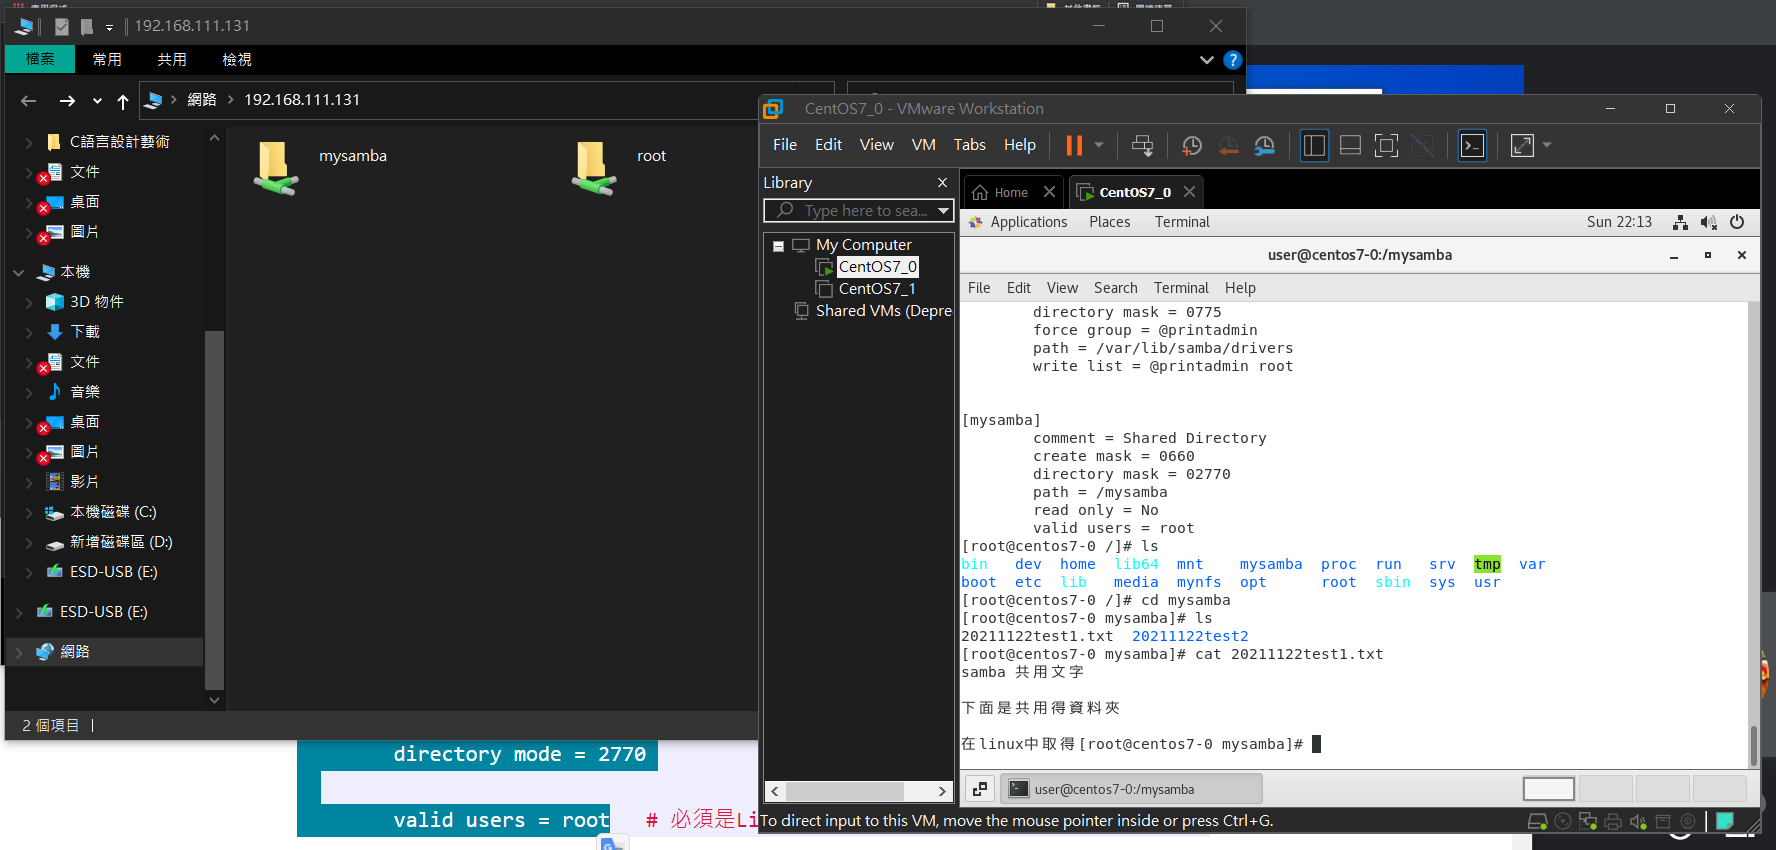 192.168.111.131
檔案 常用 共用 檢視
網路 192.168.111.131
C語言設計藝術
文件
桌面
圖片
本機
3D 物件
下載
文件
音樂
桌面
圖片
影片
本機磁碟 (C:)
新增磁碟區 (D:)
ESD-USB (E:)
ESD-USB (E:)
網路
mysamba
root
2 個項目
directory mode = 2770
valid users = root # 必須是Li
CentOS7_0 - VMware Workstation
File Edit View VM Tabs Help
Library
Type here to sea...
My Computer
CentOS7_0
CentOS7_1
Shared VMs (Depre
Home CentOS7_0
Applications Places Terminal Sun 22:13
user@centos7-0:/mysamba
File Edit View Search Terminal Help
directory mask = 0775
force group = @printadmin
path = /var/lib/samba/drivers
write list = @printadmin root
[mysamba]
comment = Shared Directory
create mask = 0660
directory mask = 02770
path = /mysamba
read only = No
valid users = root
[root@centos7-0 /]# ls
bin dev home lib64 mnt mysamba proc run srv tmp var
boot etc lib media mynfs opt root sbin sys usr
[root@centos7-0 /]# cd mysamba
[root@centos7-0 mysamba]# ls
20211122test1.txt 20211122test2
[root@centos7-0 mysamba]# cat 20211122test1.txt
samba 共用文字
下面是共用得資料夾
在linux中取得[root@centos7-0 mysamba]#
user@centos7-0:/mysamba
To direct input to this VM, move the mouse pointer inside or press Ctrl+G.